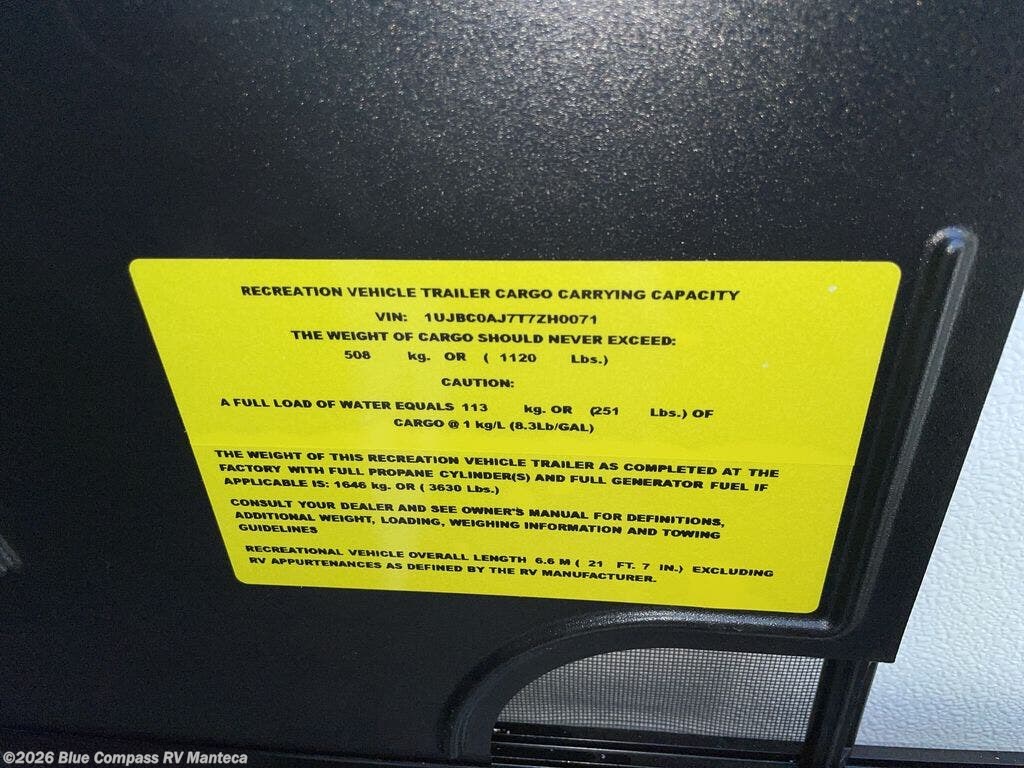 RECREATION VEHICLE TRAILER CARGO CARRYING CAPACITY
VIN: 1UJBC0AJ7T7ZH0071
THE WEIGHT OF CARGO SHOULD NEVER EXCEED:
508 kg. OR ( 1120 Lbs.)
CAUTION:
A FULL LOAD OF WATER EQUALS 113 kg. OR (251 Lbs.) OF
CARGO @ 1 kg/L (8.3Lb/GAL)
THE WEIGHT OF THIS RECREATION VEHICLE TRAILER AS COMPLETED AT THE
FACTORY WITH FULL PROPANE CYLINDER(S) AND FULL GENERATOR FUEL IF
APPLICABLE IS: 1646 kg. OR ( 3630 Lbs.)
CONSULT YOUR DEALER AND SEE OWNER'S MANUAL FOR DEFINITIONS,
ADDITIONAL WEIGHT, LOADING, WEIGHING INFORMATION AND TOWING
GUIDELINES
RECREATIONAL VEHICLE OVERALL LENGTH 6.6 M ( 21 FT. 7 IN.) EXCLUDING
RV APPURTENANCES AS DEFINED BY THE RV MANUFACTURER.
©2026 Blue Compass RV Manteca